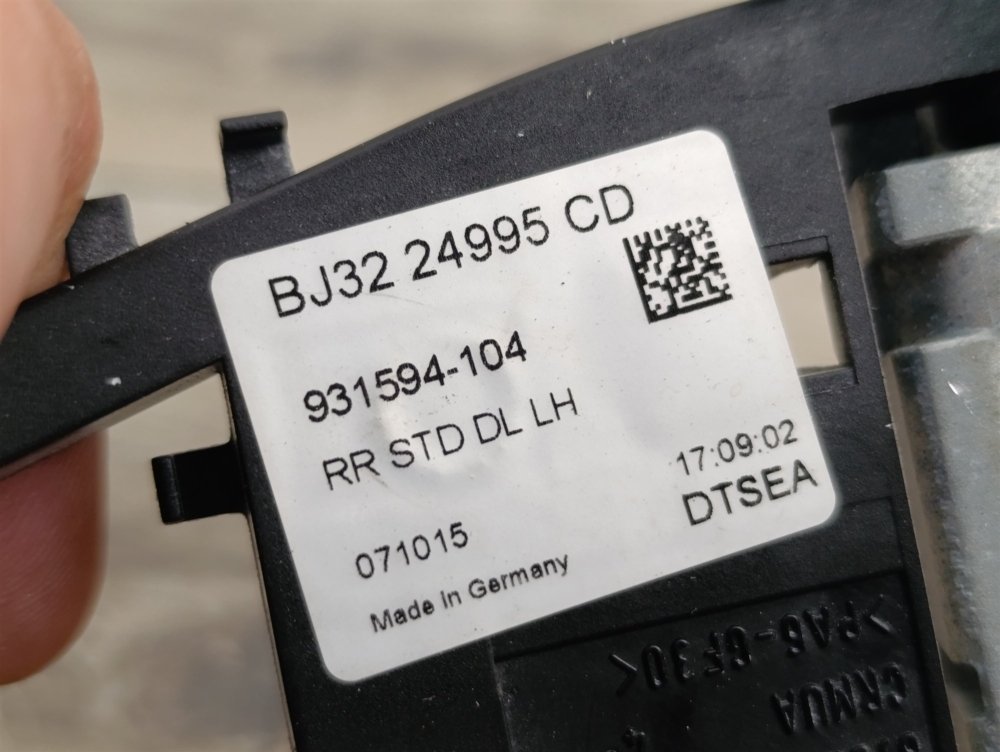 BJ32 24995 CD
931594-104
RR STD DL LH
17:09:02
071015
DTSEA
Made in Germany
>PA6-GF30<
CRMUA